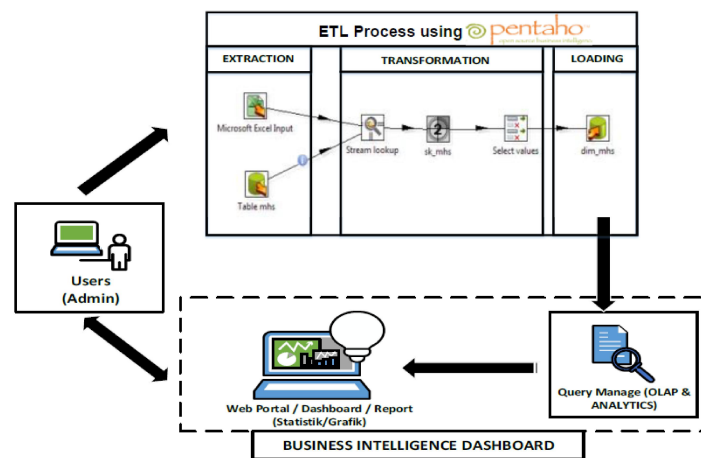 ETL Process using pentaho
open source business intelligence
EXTRACTION
TRANSFORMATION
LOADING
Microsoft Excel Input
Table mhs
Stream lookup
2
sk_mhs
Select values
dim_mhs
Users
(Admin)
Web Portal / Dashboard / Report
(Statistik/Grafik)
Query Manage (OLAP &
ANALYTICS)
BUSINESS INTELLIGENCE DASHBOARD